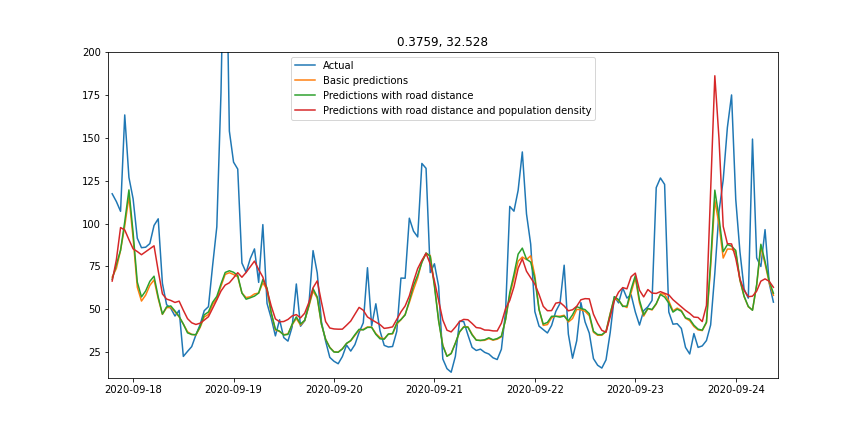 0.3759, 32.528
200
175
150
125
100
75
50
25
Actual
Basic predictions
Predictions with road distance
Predictions with road distance and population density
2020-09-18 2020-09-19 2020-09-20 2020-09-21 2020-09-22 2020-09-23 2020-09-24